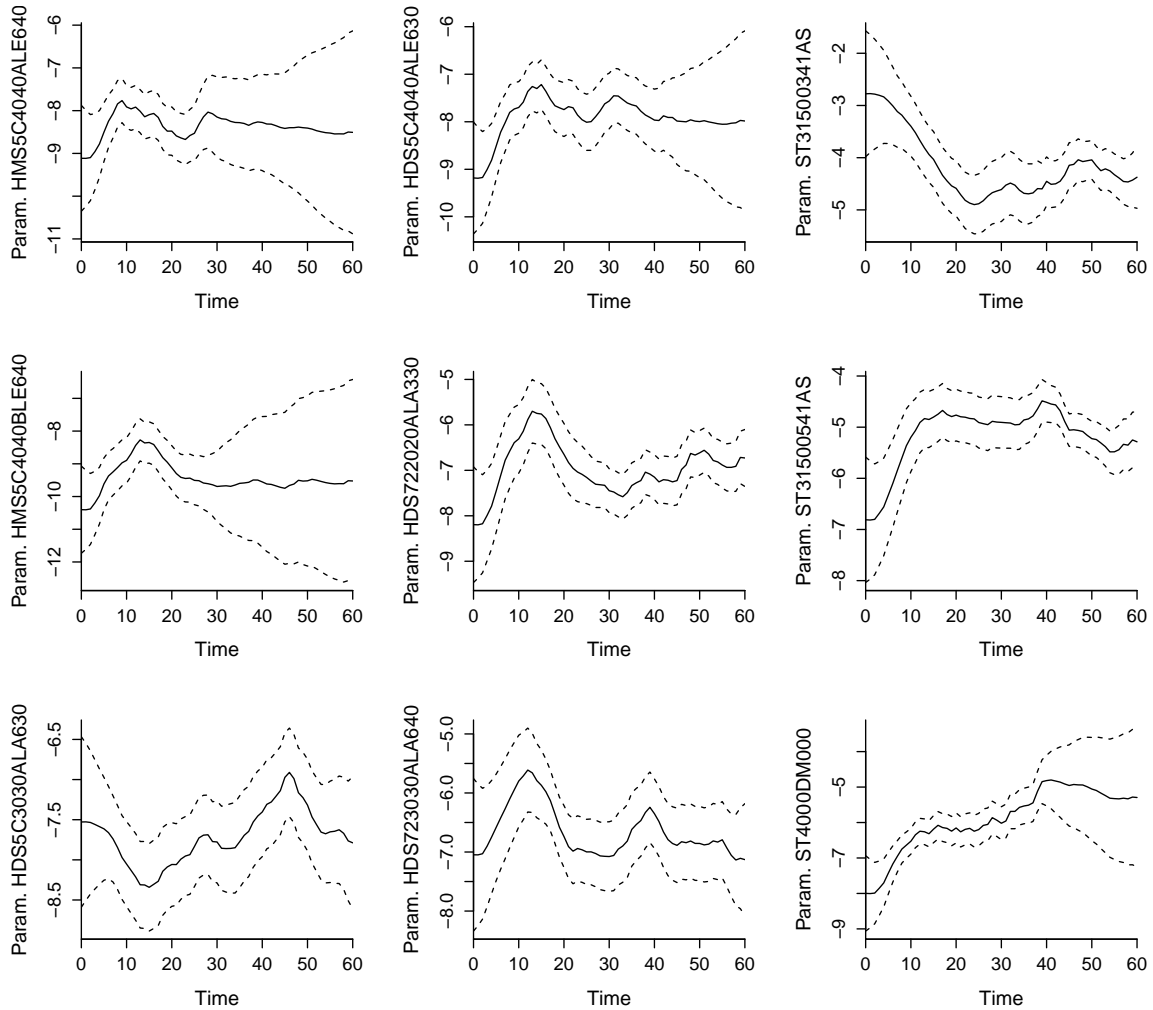 Param. HMS5C4040ALE640
−6
−7
−8
−9
−11
0 10 20 30 40 50 60
Time
Param. HDS5C4040ALE630
−6
−7
−8
−9
−10
0 10 20 30 40 50 60
Time
Param. ST31500341AS
−2
−3
−4
−5
0 10 20 30 40 50 60
Time
Param. HMS5C4040BLE640
−8
−10
−12
0 10 20 30 40 50 60
Time
Param. HDS722020ALA330
−5
−6
−7
−8
−9
0 10 20 30 40 50 60
Time
Param. ST31500541AS
−4
−5
−6
−7
−8
0 10 20 30 40 50 60
Time
Param. HDS5C3030ALA630
−6.5
−7.5
−8.5
0 10 20 30 40 50 60
Time
Param. HDS723030ALA640
−5.0
−6.0
−7.0
−8.0
0 10 20 30 40 50 60
Time
Param. ST4000DM000
−5
−7
−9
0 10 20 30 40 50 60
Time